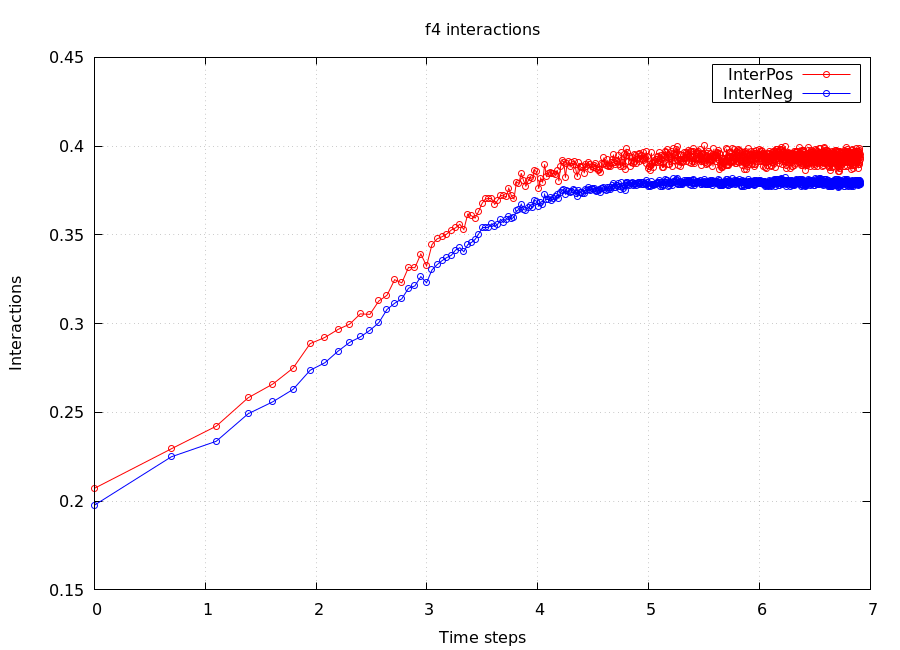 f4 interactions
InterPos
InterNeg
0.45
0.4
0.35
0.3
0.25
0.2
0.15
Interactions
0 1 2 3 4 5 6 7
Time steps